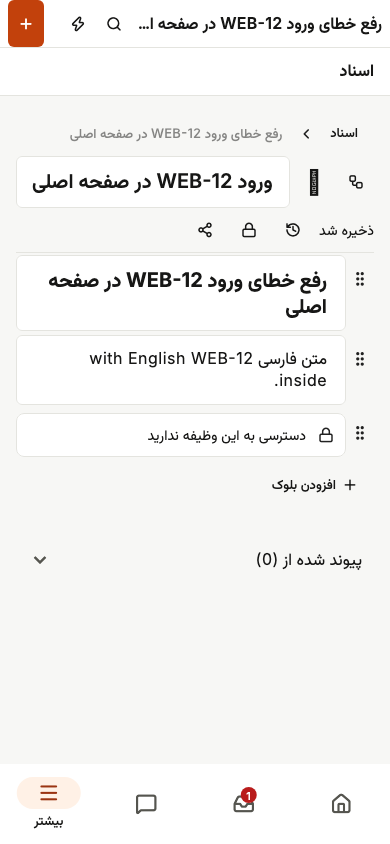 رفع خطای ورود WEB-12 در صفحه ا...
اسناد
اسناد
رفع خطای ورود WEB-12 در صفحه اصلی
ورود WEB-12 در صفحه اصلی
ذخیره شد
رفع خطای ورود WEB-12 در صفحه
اصلی
متن فارسی with English WEB-12
inside.
دسترسی به این وظیفه ندارید
افزودن بلوک
پیوند شده از (0)
1
بیشتر